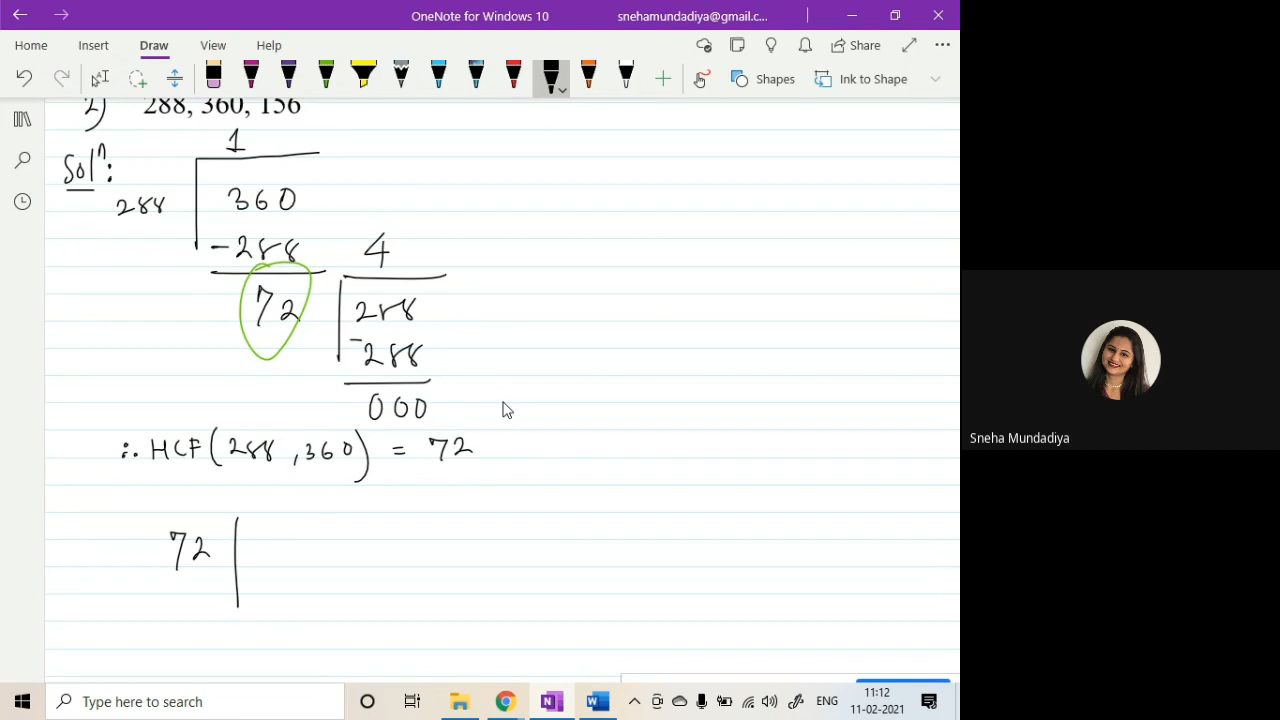 OneNote for Windows 10
snehamundadiya@gmail.c...
Home Insert Draw View Help
Share
Shapes
Ink to Shape
2) 288, 360, 156
1
Solⁿ:
288 360
-288 4
72 288
-288
000
∴ HCF(288, 360) = 72
72
Sneha Mundadiya
Type here to search
ENG
11:12
11-02-2021